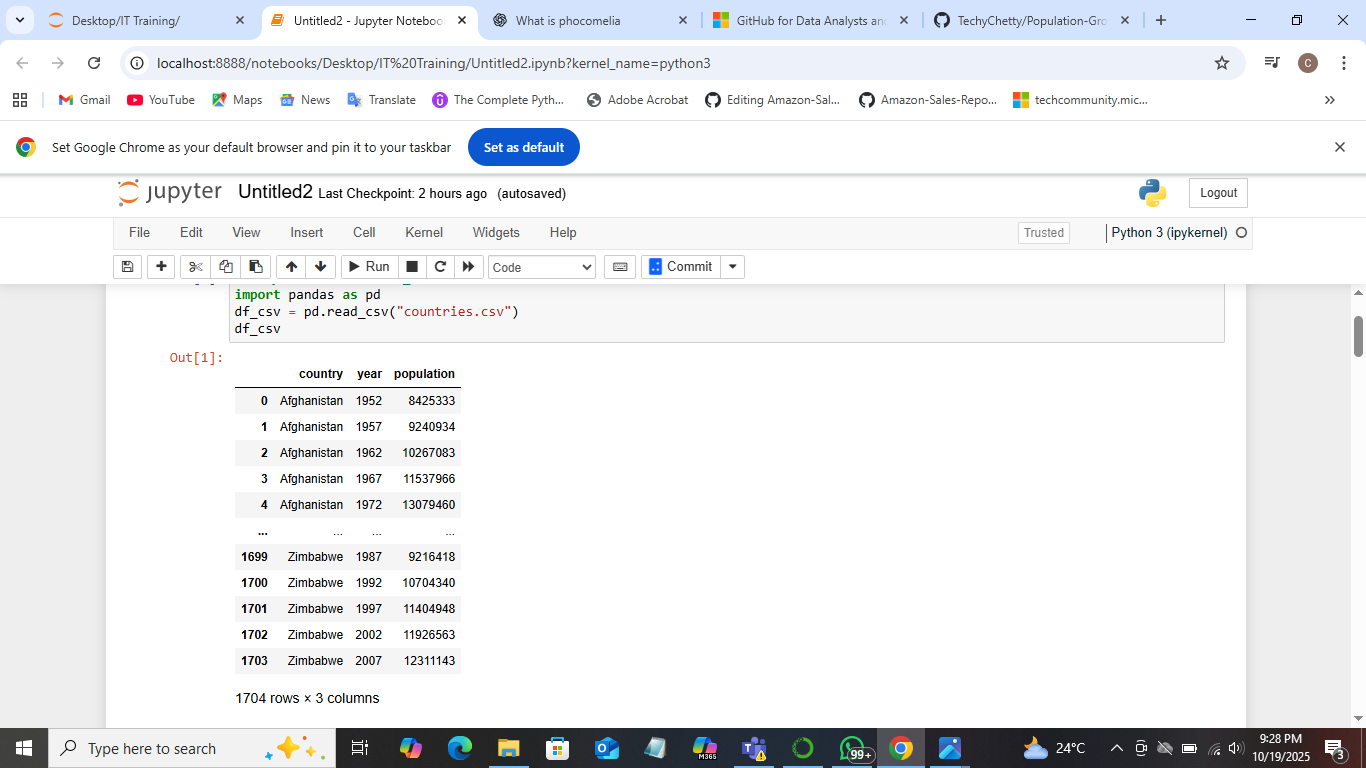 Desktop/IT Training/
Untitled2 - Jupyter Noteboo
What is phocomelia
GitHub for Data Analysts an
TechyChetty/Population-Gro
localhost:8888/notebooks/Desktop/IT%20Training/Untitled2.ipynb?kernel_name=python3
C
Gmail YouTube Maps News Translate The Complete Pyth... Adobe Acrobat Editing Amazon-Sal... Amazon-Sales-Repo... techcommunity.mic...
Set Google Chrome as your default browser and pin it to your taskbar Set as default
jupyter Untitled2 Last Checkpoint: 2 hours ago (autosaved) Logout
File Edit View Insert Cell Kernel Widgets Help Trusted Python 3 (ipykernel)
Run Code Commit
import pandas as pd
df_csv = pd.read_csv("countries.csv")
df_csv
Out[1]:
country year population
0 Afghanistan 1952 8425333
1 Afghanistan 1957 9240934
2 Afghanistan 1962 10267083
3 Afghanistan 1967 11537966
4 Afghanistan 1972 13079460
... ... ... ...
1699 Zimbabwe 1987 9216418
1700 Zimbabwe 1992 10704340
1701 Zimbabwe 1997 11404948
1702 Zimbabwe 2002 11926563
1703 Zimbabwe 2007 12311143
1704 rows × 3 columns
Type here to search
M365
99+
24°C
9:28 PM
10/19/2025
3